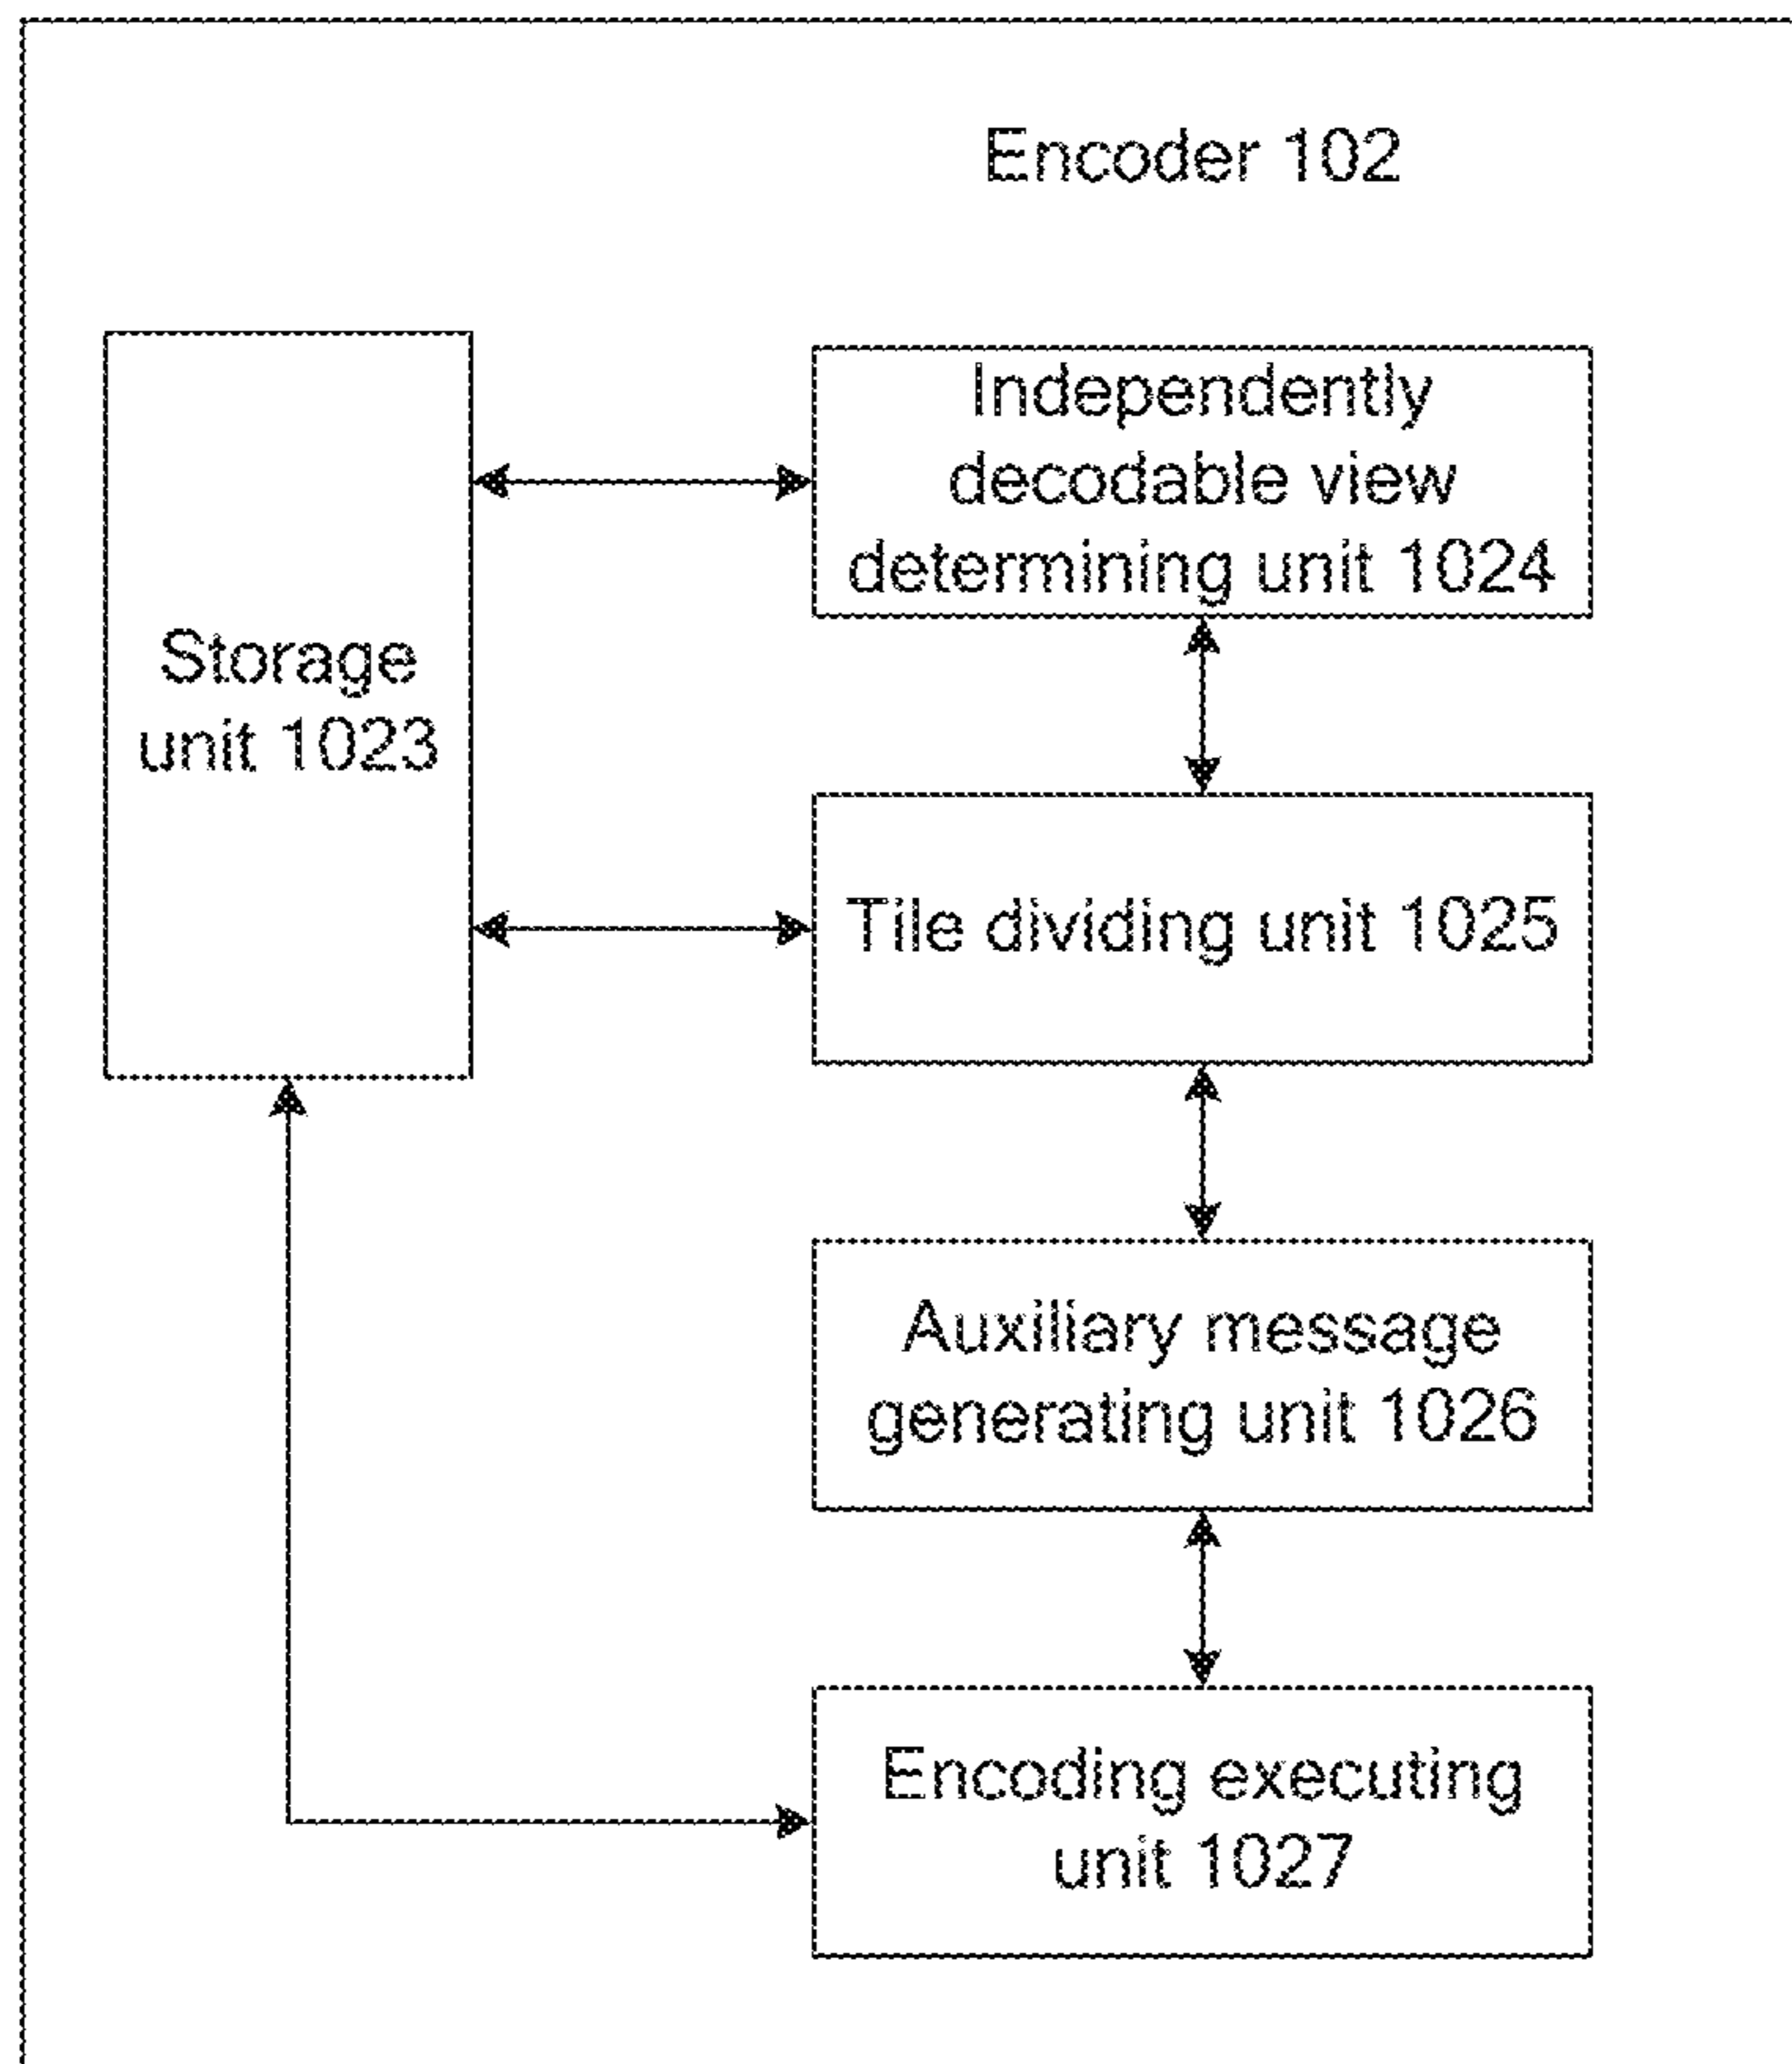 Encoder 102
Storage
unit 1023
Independently
decodable view
determining unit 1024
Tile dividing unit 1025
Auxiliary message
generating unit 1026
Encoding executing
unit 1027